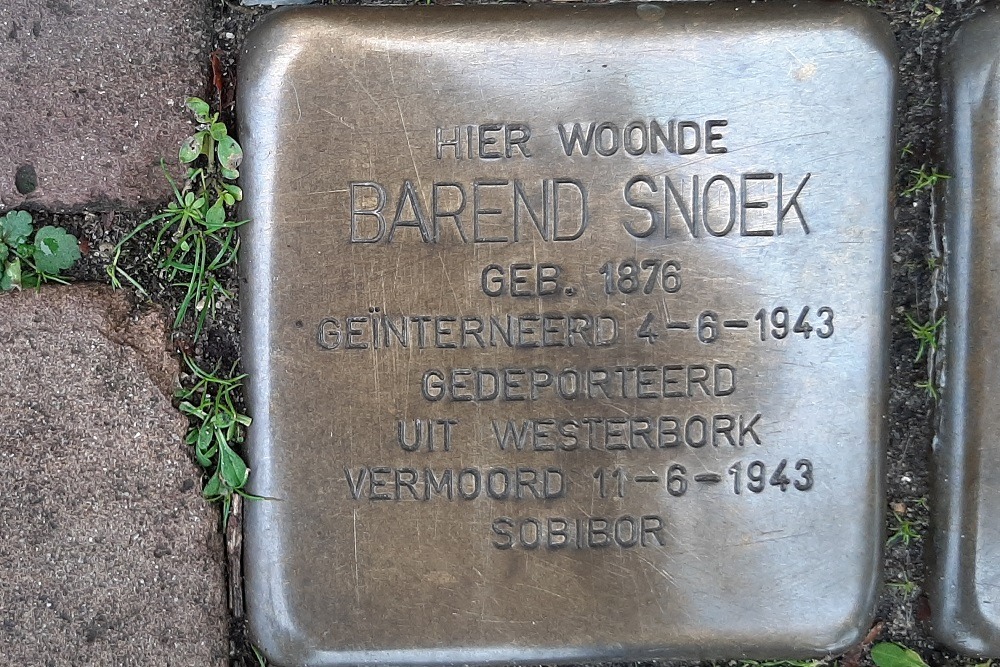 HIER WOONDE
BAREND SNOEK
GEB. 1876
GEÏNTERNEERD 4-6-1943
GEDEPORTEERD
UIT WESTERBORK
VERMOORD 11-6-1943
SOBIBOR